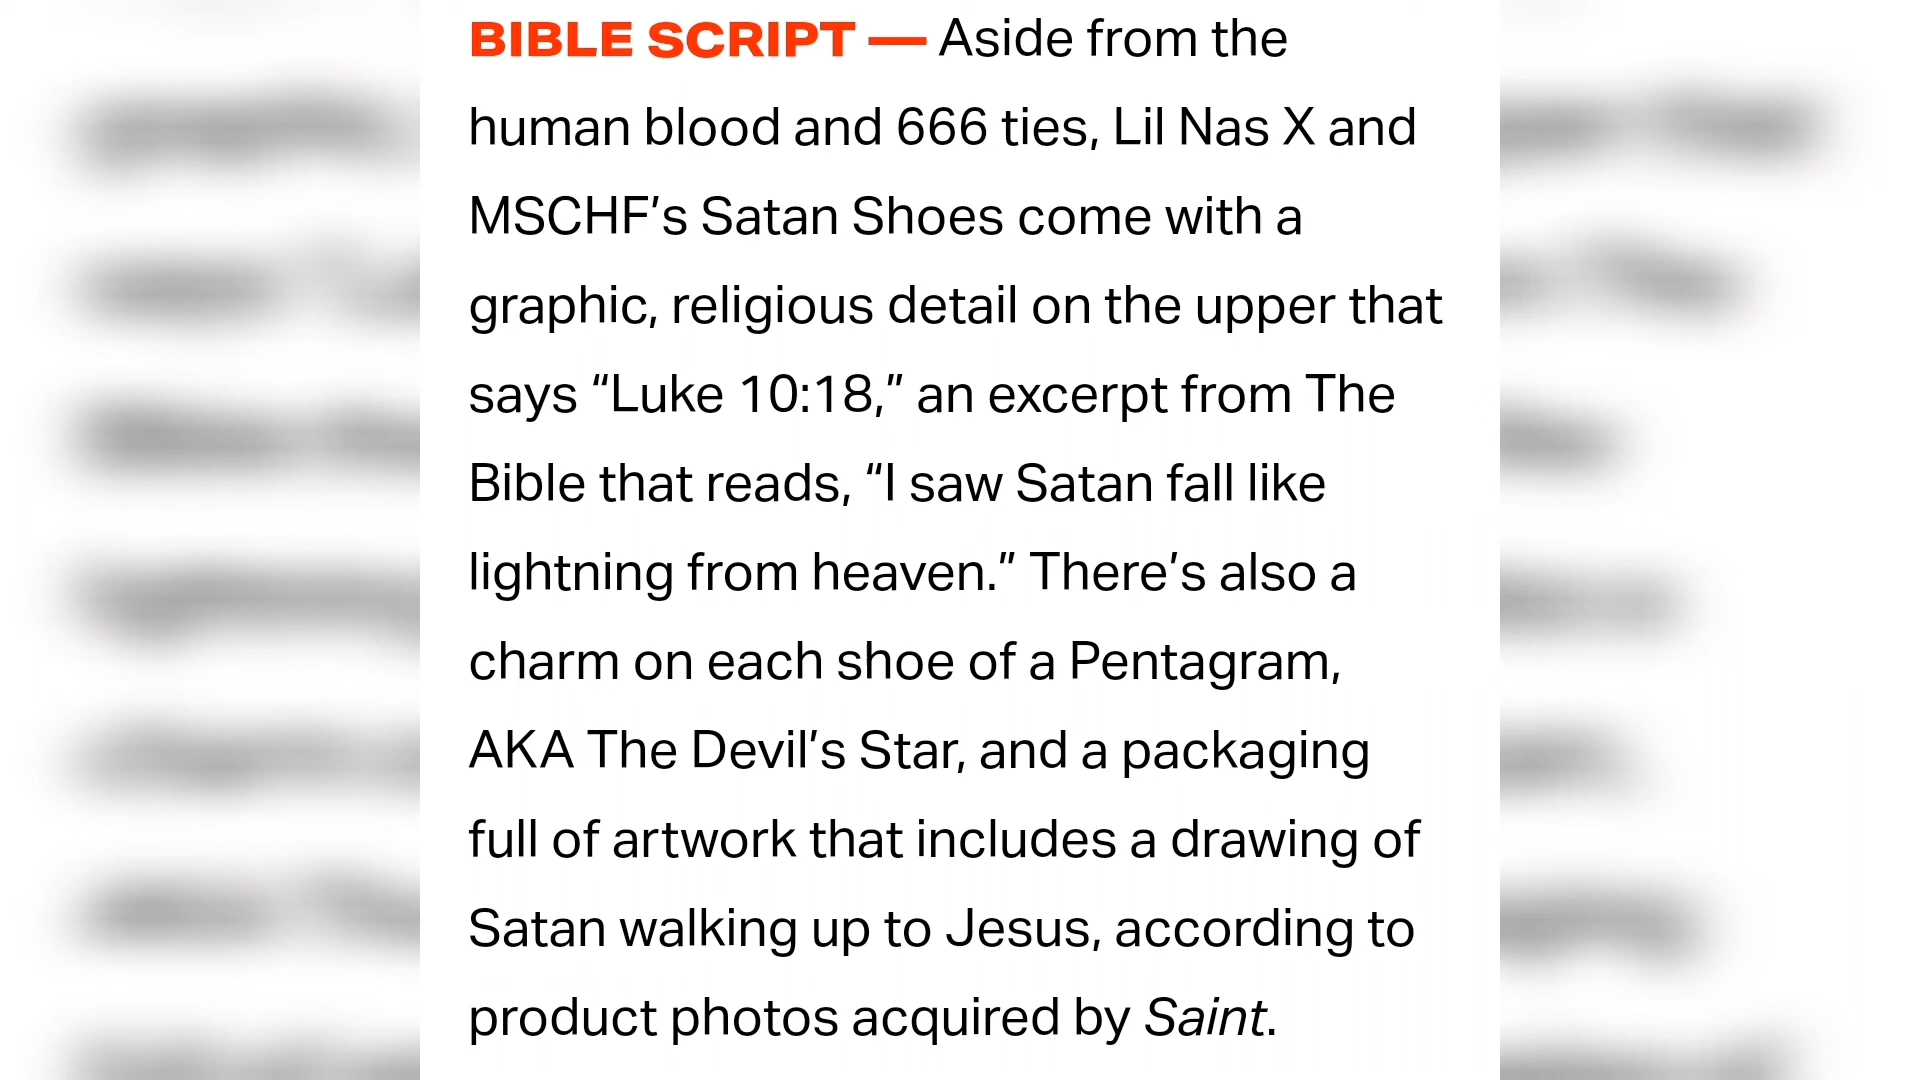 BIBLE SCRIPT — Aside from the
human blood and 666 ties, Lil Nas X and
MSCHF’s Satan Shoes come with a
graphic, religious detail on the upper that
says “Luke 10:18,” an excerpt from The
Bible that reads, “I saw Satan fall like
lightning from heaven.” There’s also a
charm on each shoe of a Pentagram,
AKA The Devil’s Star, and a packaging
full of artwork that includes a drawing of
Satan walking up to Jesus, according to
product photos acquired by Saint.